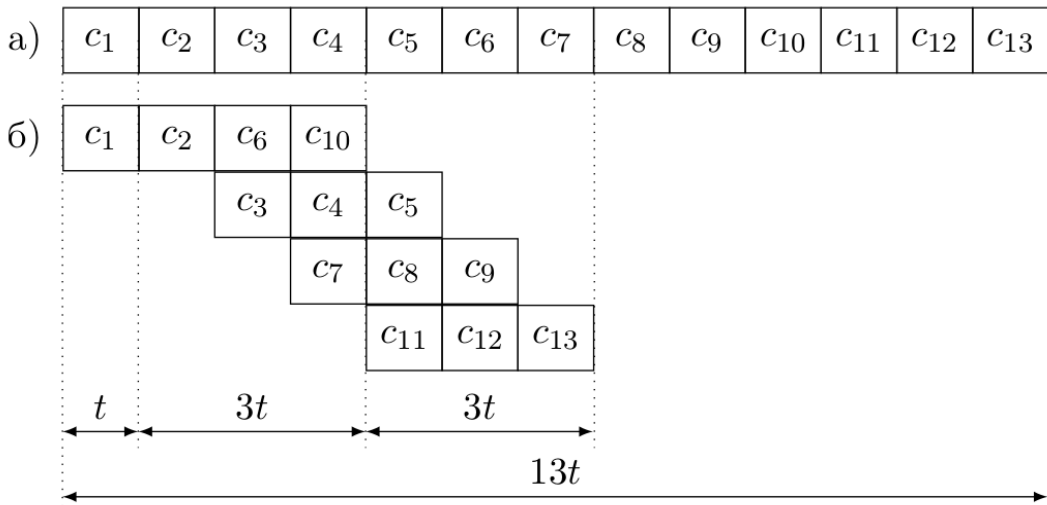 а) c₁ c₂ c₃ c₄ c₅ c₆ c₇ c₈ c₉ c₁₀ c₁₁ c₁₂ c₁₃
б) c₁ c₂ c₆ c₁₀
c₃ c₄ c₅
c₇ c₈ c₉
c₁₁ c₁₂ c₁₃
t 3t 3t
13t